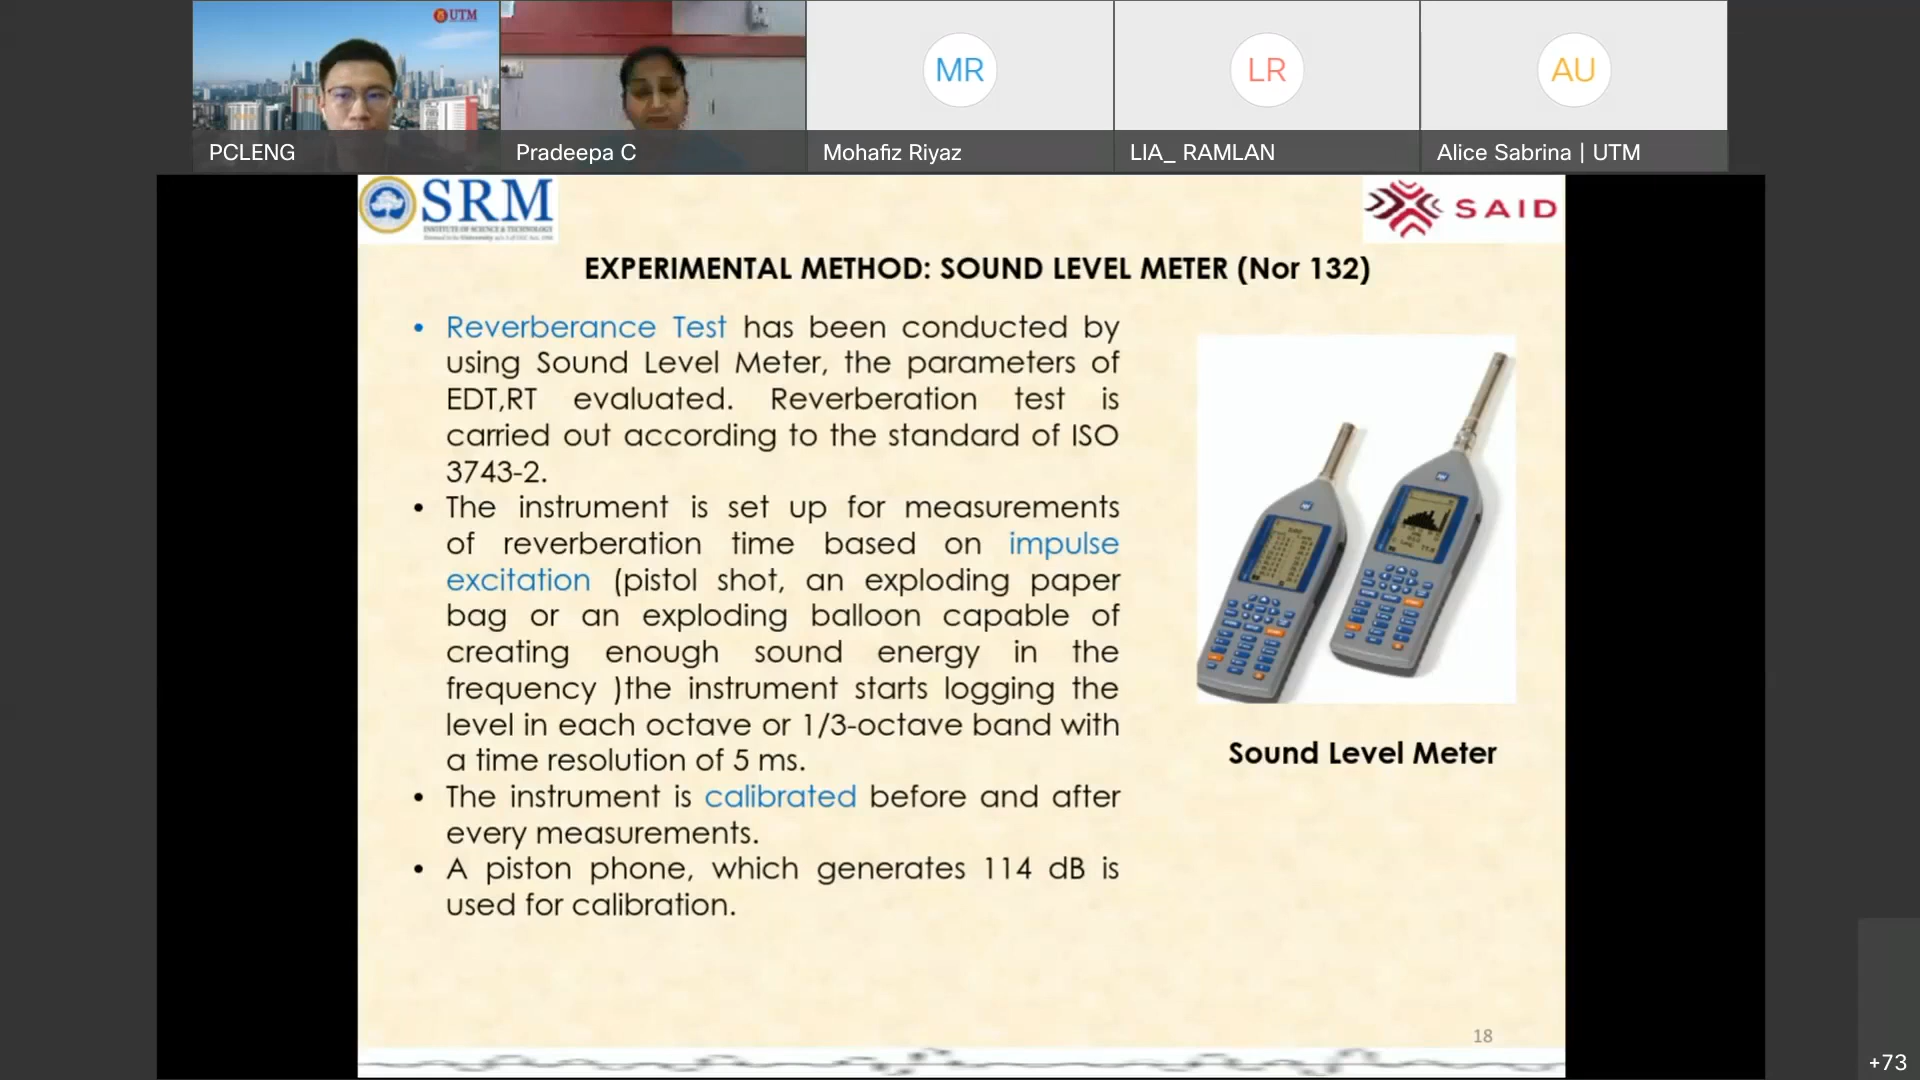 UTM
PCLENG
Pradeepa C
MR
Mohafiz Riyaz
LR
LIA_ RAMLAN
AU
Alice Sabrina | UTM
SRM
INSTITUTE OF SCIENCE & TECHNOLOGY
SAID
EXPERIMENTAL METHOD: SOUND LEVEL METER (Nor 132)
• Reverberance Test has been conducted by
using Sound Level Meter, the parameters of
EDT,RT evaluated. Reverberation test is
carried out according to the standard of ISO
3743-2.
• The instrument is set up for measurements
of reverberation time based on impulse
excitation (pistol shot, an exploding paper
bag or an exploding balloon capable of
creating enough sound energy in the
frequency )the instrument starts logging the
level in each octave or 1/3-octave band with
a time resolution of 5 ms.
• The instrument is calibrated before and after
every measurements.
• A piston phone, which generates 114 dB is
used for calibration.
Sound Level Meter
18
+73